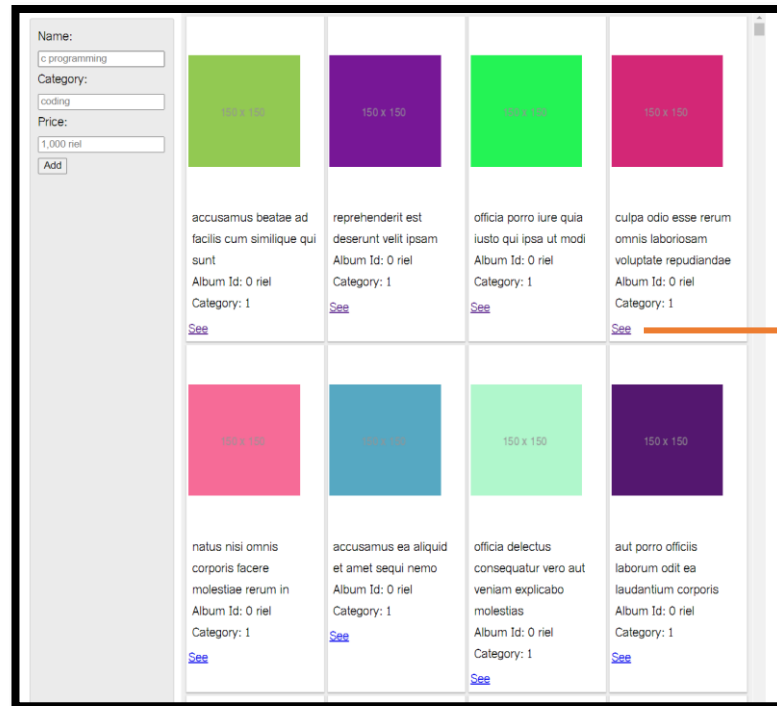 Name:
c programming
Category:
coding
Price:
1,000 riel
Add
150 x 150
accusamus beatae ad
facilis cum similique qui
sunt
Album Id: 0 riel
Category: 1
See
150 x 150
reprehenderit est
deserunt velit ipsam
Album Id: 0 riel
Category: 1
See
150 x 150
officia porro iure quia
iusto qui ipsa ut modi
Album Id: 0 riel
Category: 1
See
150 x 150
culpa odio esse rerum
omnis laboriosam
voluptate repudiandae
Album Id: 0 riel
Category: 1
See
150 x 150
natus nisi omnis
corporis facere
molestiae rerum in
Album Id: 0 riel
Category: 1
See
150 x 150
accusamus ea aliquid
et amet sequi nemo
Album Id: 0 riel
Category: 1
See
150 x 150
officia delectus
consequatur vero aut
veniam explicabo
molestias
Album Id: 0 riel
Category: 1
See
150 x 150
aut porro officiis
laborum odit ea
laudantium corporis
Album Id: 0 riel
Category: 1
See